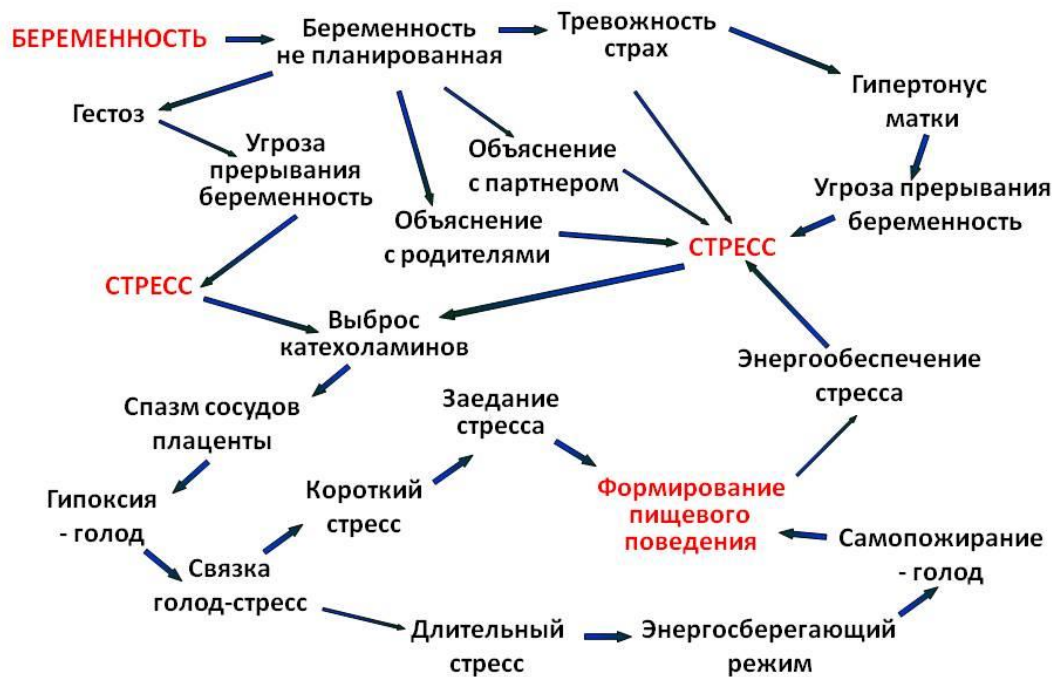 БЕРЕМЕННОСТЬ
Беременность
не планированная
Тревожность
страх
Гестоз
Гипертонус
матки
Угроза
прерывания
беременность
Объяснение
с партнером
Угроза прерывания
беременность
Объяснение
с родителями
СТРЕСС
СТРЕСС
Выброс
катехоламинов
Энергообеспечение
стресса
Спазм сосудов
плаценты
Заедание
стресса
Гипоксия
- голод
Короткий
стресс
Формирование
пищевого
поведения
Самопожирание
- голод
Связка
голод-стресс
Длительный
стресс
Энергосберегающий
режим